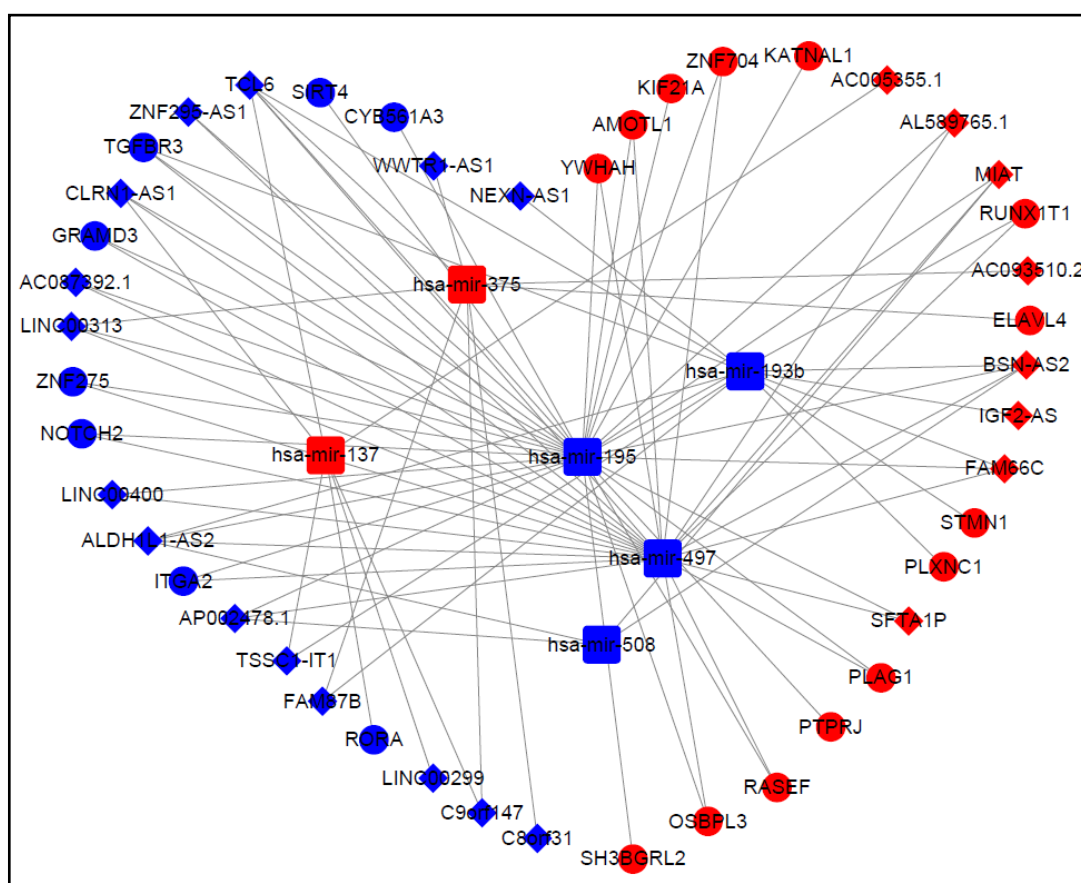 ZNF704
KATNAL1
AC005355.1
KIF21A
TCL6
SIRT4
ZNF295-AS1
CYB561A3
AMOTL1
AL589765.1
TGFBR3
WWTR1-AS1
YWHAH
MIAT
CLRN1-AS1
NEXN-AS1
RUNX1T1
GRAMD3
AC087392.1
hsa-mir-375
AC093510.2
LINC00313
ELAVL4
ZNF275
hsa-mir-193b
BSN-AS2
IGF2-AS
NOTCH2
hsa-mir-137
hsa-mir-195
FAM66C
LINC00400
STMN1
ALDH1L1-AS2
hsa-mir-497
PLXNC1
ITGA2
AP002478.1
SFTA1P
hsa-mir-508
TSSC1-IT1
PLAG1
FAM87B
PTPRJ
RORA
LINC00299
RASEF
C9orf147
OSBPL3
C8orf31
SH3BGRL2